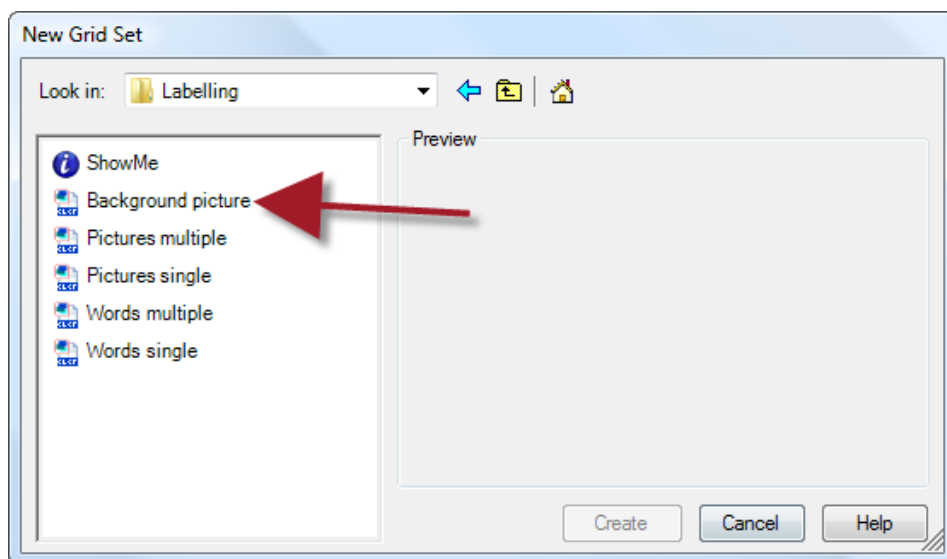 New Grid Set
Look in: Labelling
Preview
ShowMe
Background picture
Pictures multiple
Pictures single
Words multiple
Words single
Create Cancel Help